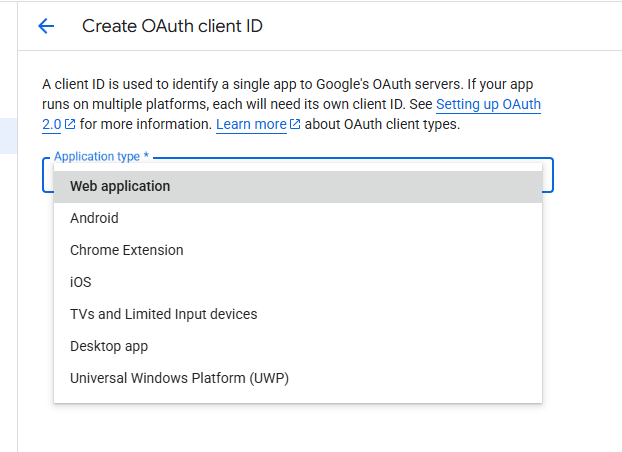 Create OAuth client ID
A client ID is used to identify a single app to Google's OAuth servers. If your app
runs on multiple platforms, each will need its own client ID. See Setting up OAuth
2.0 for more information. Learn more about OAuth client types.
Application type *
Web application
Android
Chrome Extension
iOS
TVs and Limited Input devices
Desktop app
Universal Windows Platform (UWP)